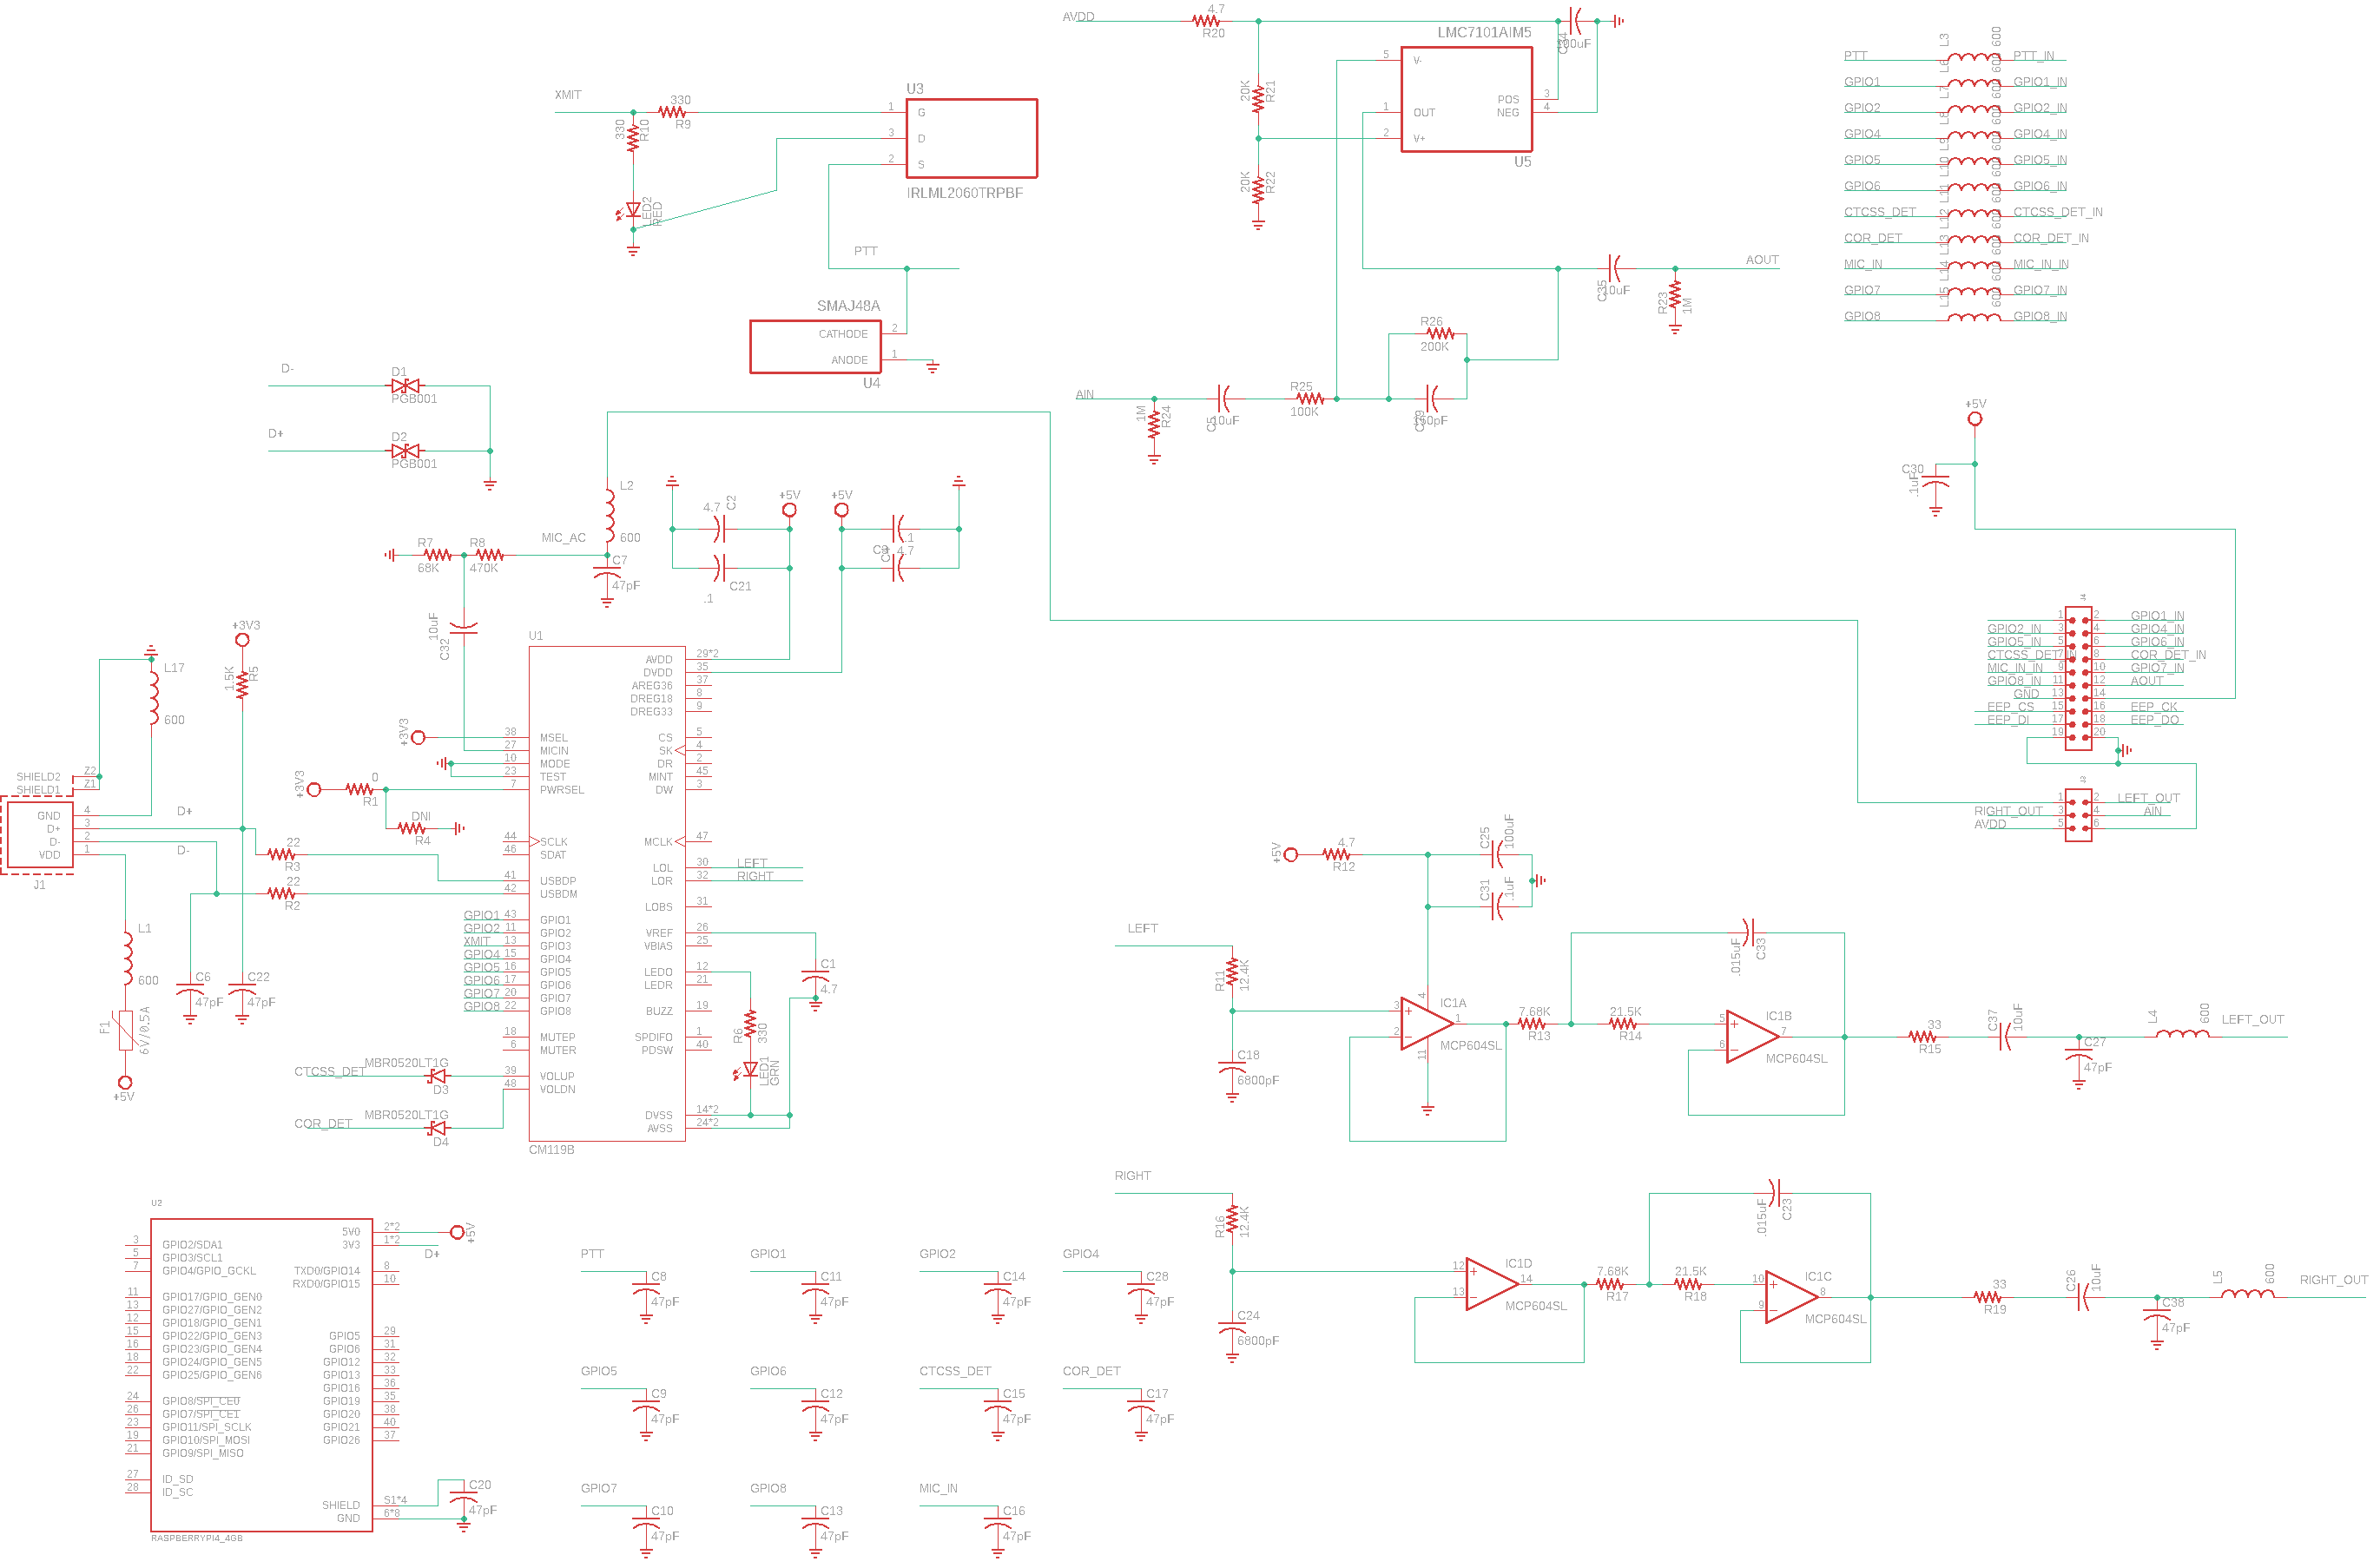 AVDD
4.7
R20
C34
100uF
LMC7101AIM5
5
V-
1
OUT
2
V+
POS
3
NEG
4
U5
20K
R21
20K
R22
XMIT
330
R9
330
R10
LED2
RED
U3
1
G
3
D
2
S
IRLML2060TRPBF
PTT
SMAJ48A
CATHODE
2
ANODE
1
U4
AOUT
C35
10uF
R23
1M
R26
200K
AIN
1M
R24
C5
10uF
R25
100K
150pF
L3
600
PTT
PTT_IN
L6
600
GPIO1
GPIO1_IN
L7
600
GPIO2
GPIO2_IN
L8
600
GPIO4
GPIO4_IN
L9
600
GPIO5
GPIO5_IN
L10
600
GPIO6
GPIO6_IN
L11
600
CTCSS_DET
CTCSS_DET_IN
L12
600
COR_DET
COR_DET_IN
L13
600
MIC_IN
MIC_IN_IN
L14
600
GPIO7
GPIO7_IN
L15
600
GPIO8
GPIO8_IN
D-
D1
PGB001
D+
D2
PGB001
L2
600
MIC_AC
R7
68K
R8
470K
C7
47pF
4.7
C2
+5V
C21
.1
+5V
.1
4.7
10uF
C32
+5V
C30
.1uF
+3V3
1.5K
R5
L17
600
U1
AVDD
29*2
DVDD
35
AREG36
37
DREG18
8
DREG33
9
CS
5
SK
4
DR
2
MINT
45
DW
3
MCLK
47
LOL
30
LEFT
LOR
32
RIGHT
LOBS
31
VREF
26
VBIAS
25
LEDO
12
LEDR
21
BUZZ
19
SPDIFO
1
PDSW
40
DVSS
14*2
AVSS
24*2
38
MSEL
27
MICIN
10
MODE
23
TEST
7
PWRSEL
44
SCLK
46
SDAT
41
USBDP
42
USBDM
GPIO1
43
GPIO1
GPIO2
11
GPIO2
XMIT
13
GPIO3
GPIO4
15
GPIO4
GPIO5
16
GPIO5
GPIO6
17
GPIO6
GPIO7
20
GPIO7
GPIO8
22
GPIO8
18
MUTEP
6
MUTER
39
VOLUP
48
VOLDN
CM119B
+3V3
+3V3
0
R1
DNI
R4
SHIELD2
Z2
SHIELD1
Z1
GND
4
D+
3
D-
2
VDD
1
J1
D+
D-
22
R3
22
R2
L1
600
F1
6V/0.5A
+5V
C6
47pF
C22
47pF
CTCSS_DET
MBR0520LT1G
D3
COR_DET
MBR0520LT1G
D4
R6
330
LED1
GRN
C1
4.7
J4
1
2
GPIO1_IN
GPIO2_IN
3
4
GPIO4_IN
GPIO5_IN
5
6
GPIO6_IN
CTCSS_DET_IN
7
8
COR_DET_IN
MIC_IN_IN
9
10
GPIO7_IN
GPIO8_IN
11
12
AOUT
GND
13
14
EEP_CS
15
16
EEP_CK
EEP_DI
17
18
EEP_DO
19
20
1
2
LEFT_OUT
RIGHT_OUT
3
4
AIN
AVDD
5
6
+5V
4.7
R12
C25
100uF
C31
.1uF
LEFT
R11
12.4K
C18
6800pF
3
2
4
11
1
IC1A
MCP604SL
7.68K
R13
21.5K
R14
.015uF
C33
5
6
7
IC1B
MCP604SL
33
R15
C37
10uF
C27
47pF
L4
600
LEFT_OUT
RIGHT
R16
12.4K
C24
6800pF
12
13
14
IC1D
MCP604SL
7.68K
R17
21.5K
R18
.015uF
C23
10
9
8
IC1C
MCP604SL
33
R19
C26
10uF
C38
47pF
L5
600
RIGHT_OUT
U2
5V0
2*2
+5V
3V3
1*2
D+
3
GPIO2/SDA1
5
GPIO3/SCL1
7
GPIO4/GPIO_GCKL
TXD0/GPIO14
8
RXD0/GPIO15
10
11
GPIO17/GPIO_GEN0
13
GPIO27/GPIO_GEN2
12
GPIO18/GPIO_GEN1
15
GPIO22/GPIO_GEN3
16
GPIO23/GPIO_GEN4
18
GPIO24/GPIO_GEN5
22
GPIO25/GPIO_GEN6
GPIO5
29
GPIO6
31
GPIO12
32
GPIO13
33
GPIO16
36
GPIO19
35
GPIO20
38
GPIO21
40
GPIO26
37
24
GPIO8/SPI_CE0
26
GPIO7/SPI_CE1
23
GPIO11/SPI_SCLK
19
GPIO10/SPI_MOSI
21
GPIO9/SPI_MISO
27
ID_SD
28
ID_SC
SHIELD
S1*4
GND
6*8
C20
47pF
RASPBERRYPI4_4GB
PTT
C8
47pF
GPIO1
C11
47pF
GPIO2
C14
47pF
GPIO4
C28
47pF
GPIO5
C9
47pF
GPIO6
C12
47pF
CTCSS_DET
C15
47pF
COR_DET
C17
47pF
GPIO7
C10
47pF
GPIO8
C13
47pF
MIC_IN
C16
47pF